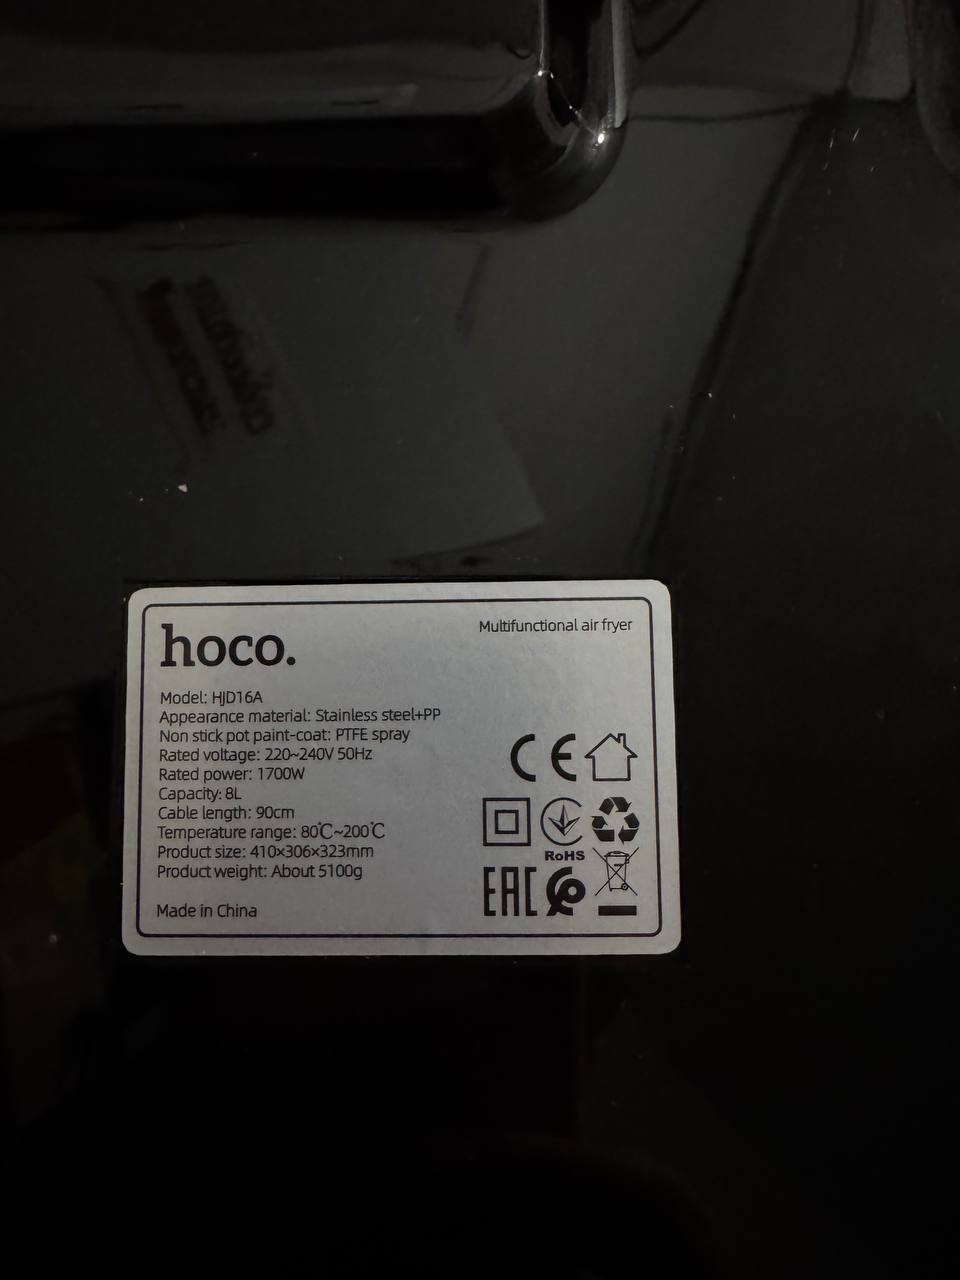 hoco.
Multifunctional air fryer
Model: HJD16A
Appearance material: Stainless steel+PP
Non stick pot paint-coat: PTFE spray
Rated voltage: 220~240V 50Hz
Rated power: 1700W
Capacity: 8L
Cable length: 90cm
Temperature range: 80℃~200℃
Product size: 410×306×323mm
Product weight: About 5100g
Made in China
CE
RoHS
EAC